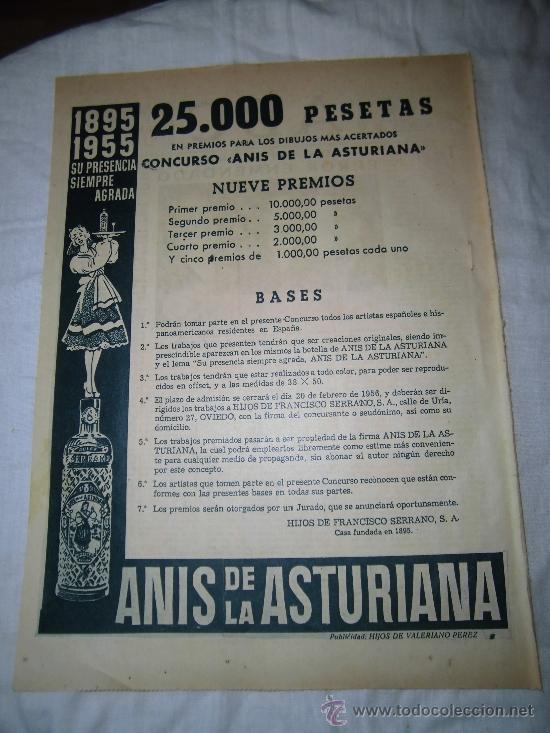 1895
1955
SU PRESENCIA
SIEMPRE
AGRADA
25.000 PESETAS
EN PREMIOS PARA LOS DIBUJOS MAS ACERTADOS
CONCURSO «ANIS DE LA ASTURIANA»
NUEVE PREMIOS
Primer premio . . . 10.000,00 pesetas
Segundo premio . . 5.000,00 »
Tercer premio . . . 3 000,00 »
Cuarto premio . . . 2.000,00 »
Y cinco premios de 1.000,00 pesetas cada uno
BASES
1.ª Podrán tomar parte en el presente Concurso todos los artistas españoles e his-
panoamericanos residentes en España.
2.ª Los trabajos que presenten tendrán que ser creaciones originales, siendo im-
prescindible aparezcan en los mismos la botella de ANIS DE LA ASTURIANA
y el lema "Su presencia siempre agrada, ANIS DE LA ASTURIANA".
3.ª Los trabajos tendrán que estar realizados a todo color, para poder ser reprodu-
cidos en offset, y a las medidas de 38 × 50.
4.ª El plazo de admisión se cerrará el día 20 de febrero de 1956, y deberán ser di-
rigidos los trabajos a HIJOS DE FRANCISCO SERRANO, S. A., calle de Uría,
número 27, OVIEDO, con la firma del concursante o seudónimo, así como su
domicilio.
5.ª Los trabajos premiados pasarán a ser propiedad de la firma ANIS DE LA AS-
TURIANA, la cual podrá emplearlos libremente como estime más conveniente
para cualquier medio de propaganda, sin abonar al autor ningún derecho
por este concepto.
6.ª Los artistas que tomen parte en el presente Concurso reconocen que están con-
formes con las presentes bases en todas sus partes.
7.ª Los premios serán otorgados por un Jurado, que se anunciará oportunamente.
HIJOS DE FRANCISCO SERRANO, S. A.
Casa fundada en 1895.
ANIS DE LA ASTURIANA
Publicidad: HIJOS DE VALERIANO PEREZ
www.todocoleccion.net